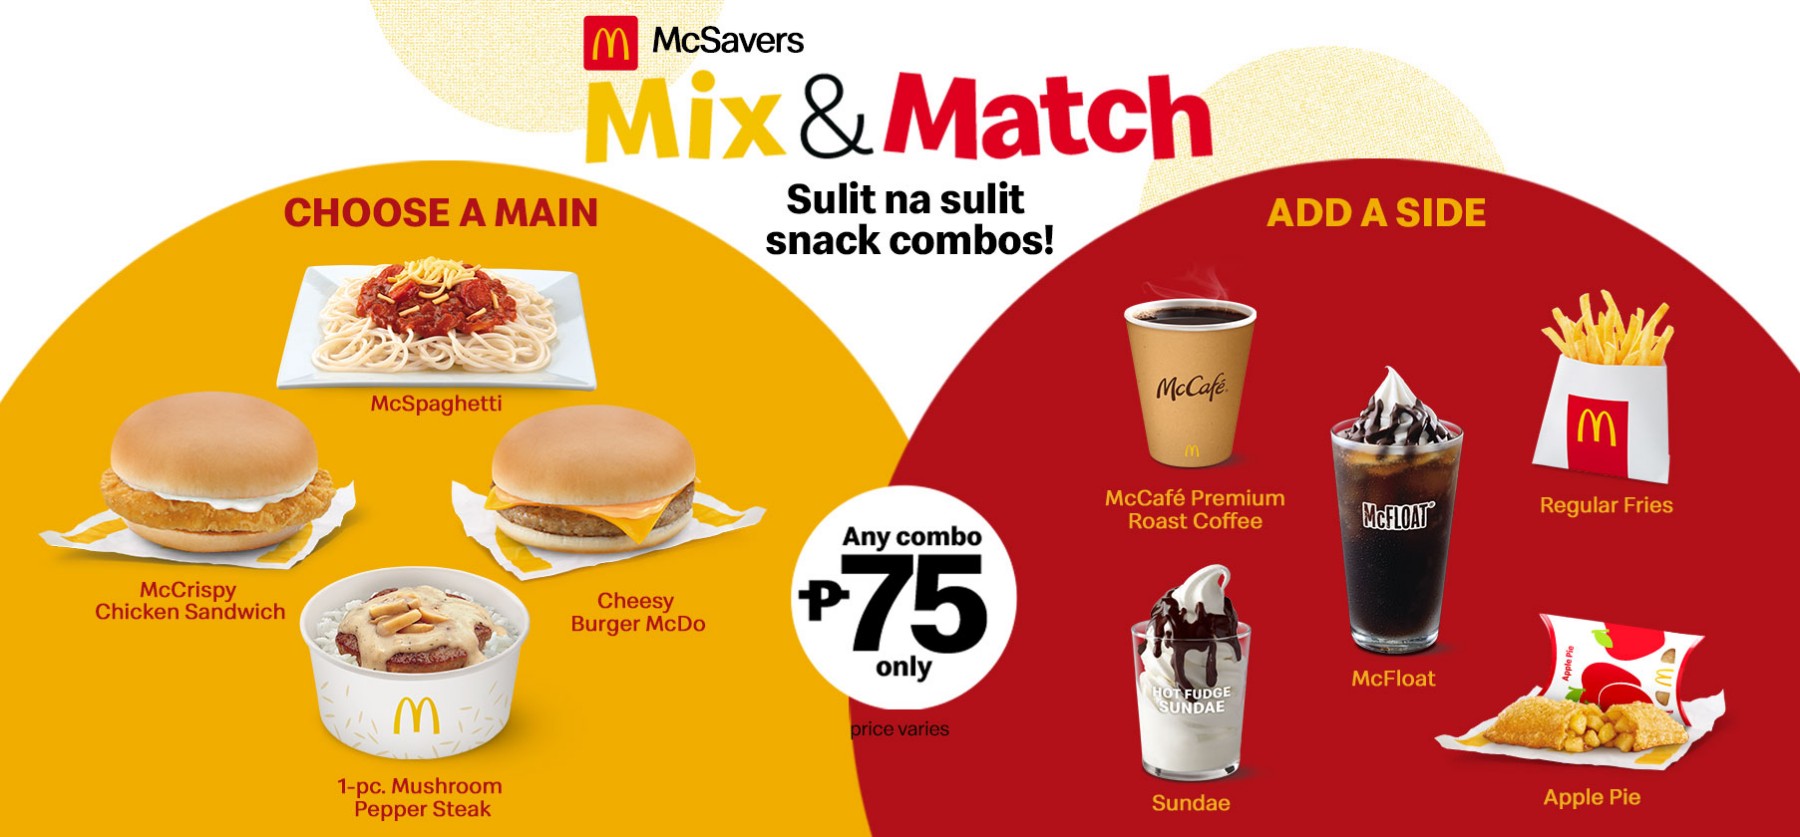 McSavers
Mix & Match
Sulit na sulit
snack combos!
CHOOSE A MAIN
McSpaghetti
McCrispy
Chicken Sandwich
Cheesy
Burger McDo
1-pc. Mushroom
Pepper Steak
Any combo
₱75
only
price varies
ADD A SIDE
McCafé
McCafé Premium
Roast Coffee
McFLOAT
McFloat
Regular Fries
HOT FUDGE
SUNDAE
Sundae
Apple Pie
Apple Pie